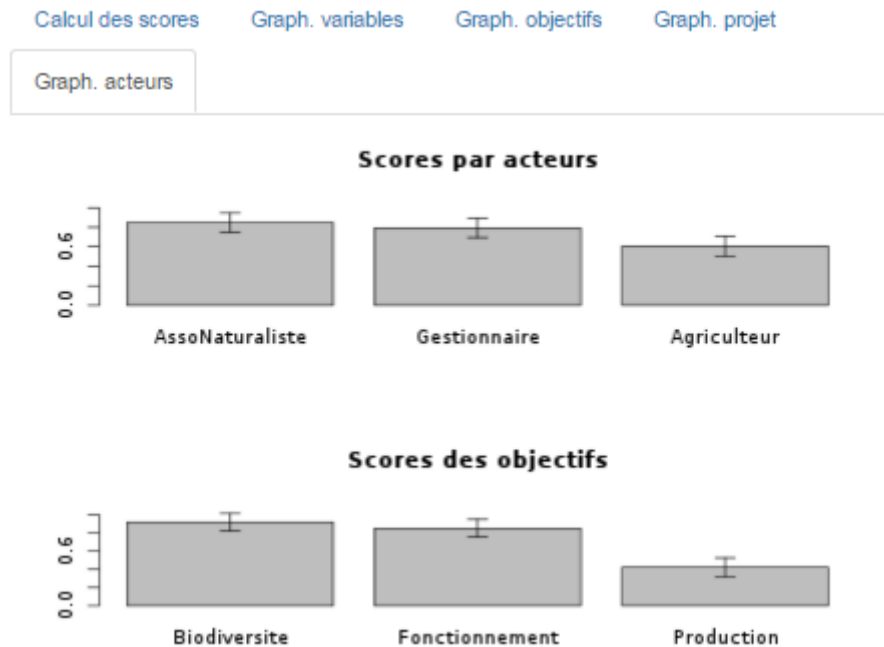 Calcul des scores Graph. variables Graph. objectifs Graph. projet
Graph. acteurs
Scores par acteurs
0.6
0.0
AssoNaturaliste Gestionnaire Agriculteur
Scores des objectifs
0.6
0.0
Biodiversite Fonctionnement Production